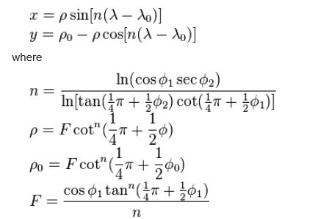 x = ρ sin[n(λ − λ₀)]
y = ρ₀ − ρ cos[n(λ − λ₀)]
where
n = ln(cos ϕ₁ sec ϕ₂) / ln[tan(¼π + ½ϕ₂) cot(¼π + ½ϕ₁)]
ρ = F cotⁿ(¼π + ½ϕ)
ρ₀ = F cotⁿ(¼π + ½ϕ₀)
F = cos ϕ₁ tanⁿ(¼π + ½ϕ₁) / n